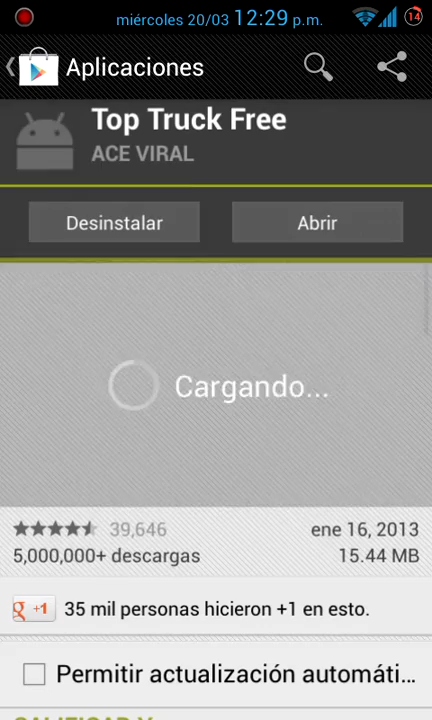 miércoles 20/03 12:29 p.m. 14
Aplicaciones
Top Truck Free
ACE VIRAL
Desinstalar Abrir
Cargando...
39,646 ene 16, 2013
5,000,000+ descargas 15.44 MB
g +1 35 mil personas hicieron +1 en esto.
Permitir actualización automáti...
CALIFICAR Y